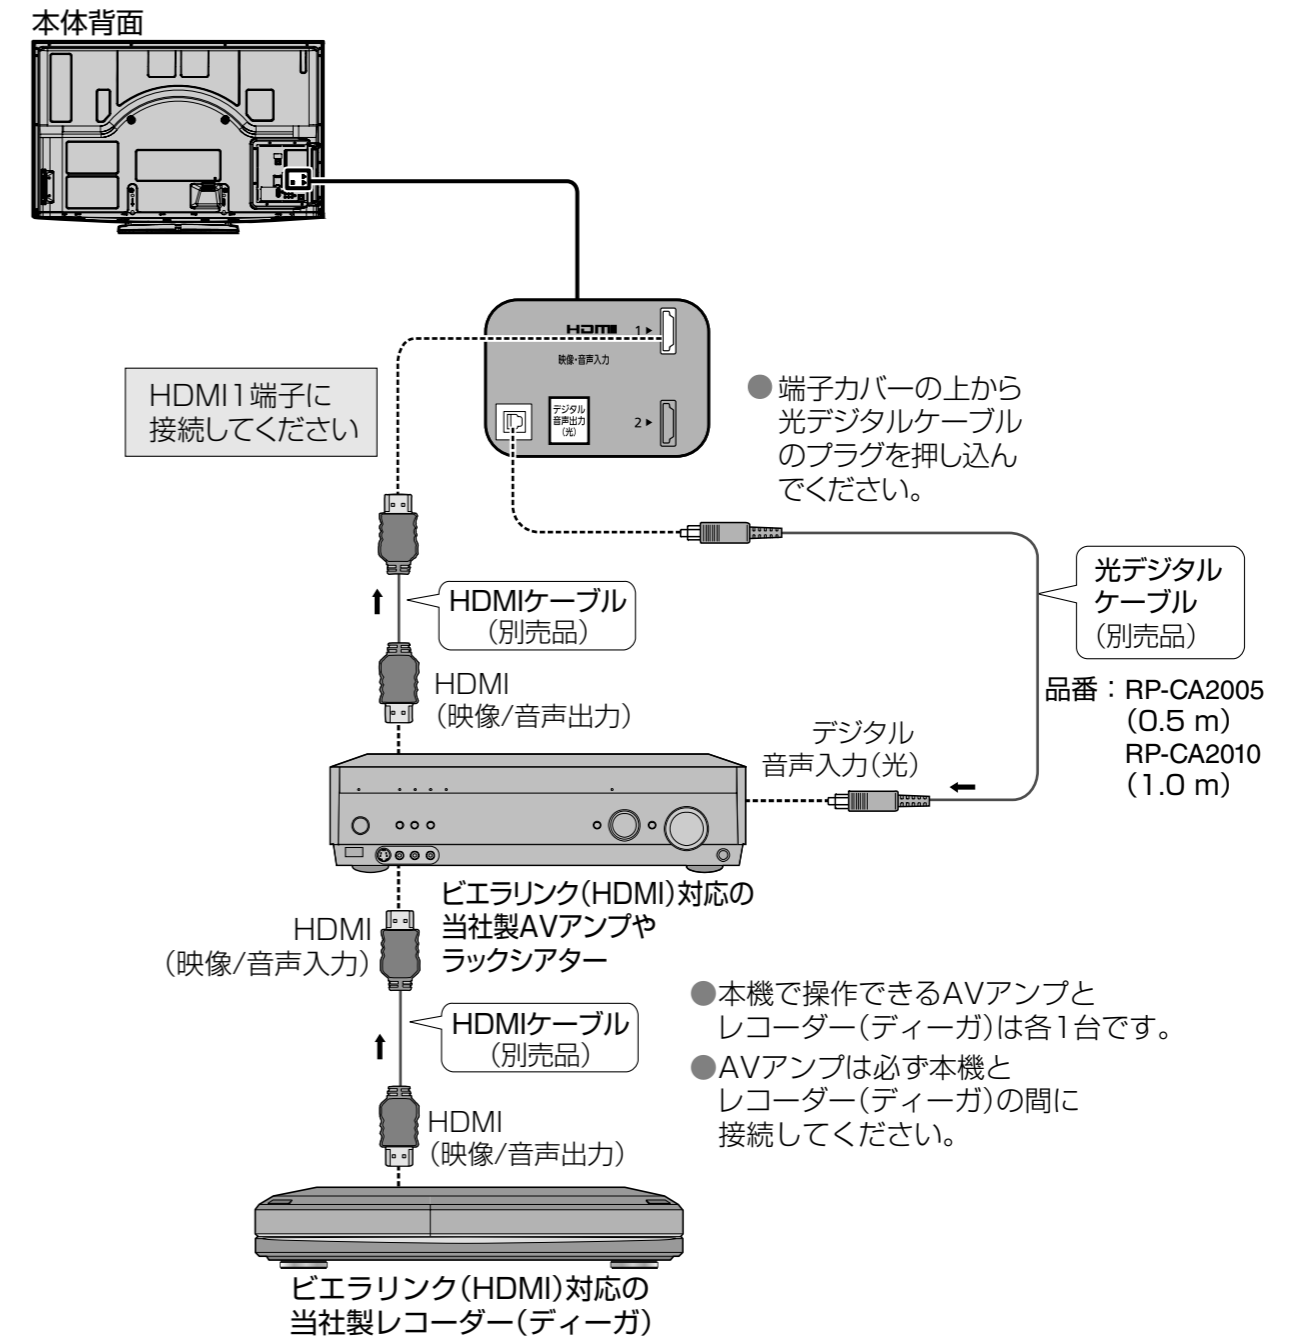 本体背面
HDMI 1▶
映像・音声入力
デジタル
音声出力
(光)
2▶
HDMI1端子に
接続してください
●端子カバーの上から
光デジタルケーブル
のプラグを押し込ん
でください。
HDMIケーブル
(別売品)
光デジタル
ケーブル
(別売品)
品番:RP-CA2005
(0.5 m)
RP-CA2010
(1.0 m)
HDMI
(映像/音声出力)
デジタル
音声入力(光)
ビエラリンク(HDMI)対応の
当社製AVアンプや
ラックシアター
HDMI
(映像/音声入力)
HDMIケーブル
(別売品)
●本機で操作できるAVアンプと
レコーダー(ディーガ)は各1台です。
●AVアンプは必ず本機と
レコーダー(ディーガ)の間に
接続してください。
HDMI
(映像/音声出力)
ビエラリンク(HDMI)対応の
当社製レコーダー(ディーガ)